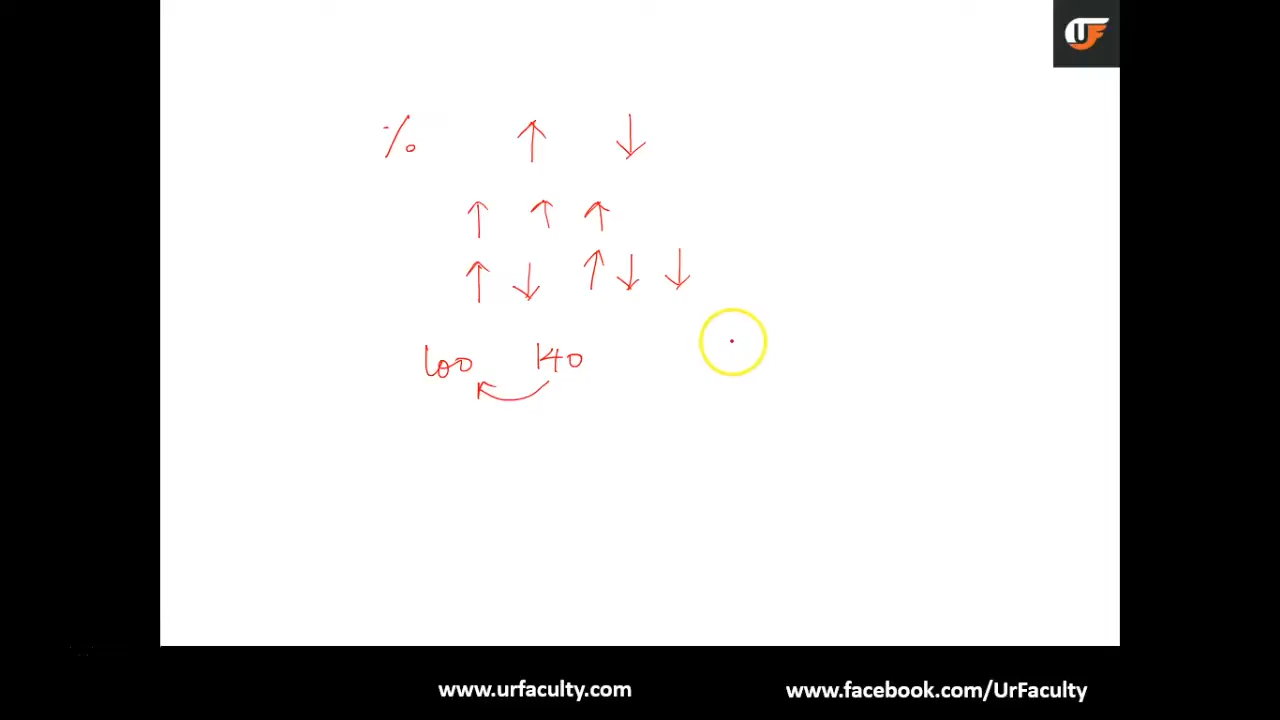 UF
% ↑ ↓
↑ ↑ ↑
↑ ↓ ↑ ↓ ↓
100 140
www.urfaculty.com
www.facebook.com/UrFaculty